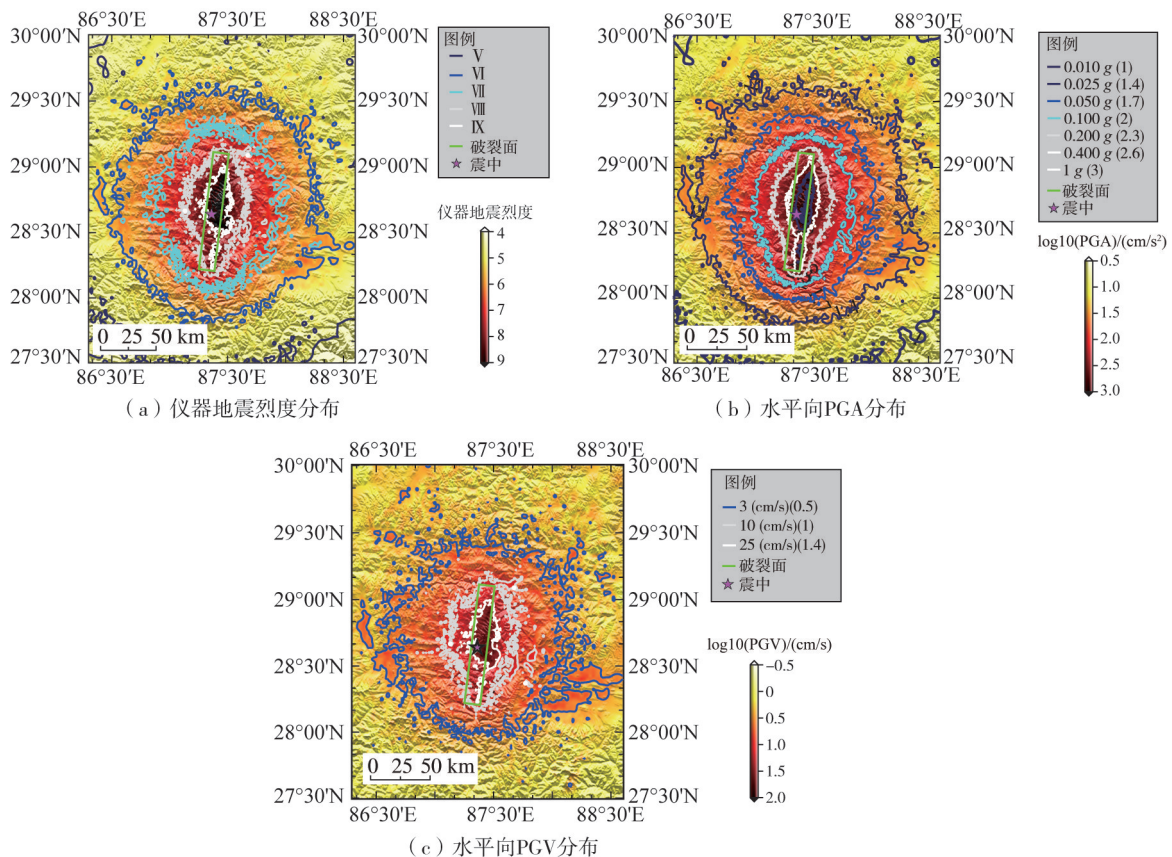 86°30′E 87°30′E 88°30′E
30°00′N 30°00′N
29°30′N 29°30′N
29°00′N 29°00′N
28°30′N 28°30′N
28°00′N 28°00′N
27°30′N 27°30′N
86°30′E 87°30′E 88°30′E
0 25 50 km
图例
Ⅴ
Ⅵ
Ⅶ
Ⅷ
Ⅸ
破裂面
震中
仪器地震烈度
4
5
6
7
8
9
(a)仪器地震烈度分布
86°30′E 87°30′E 88°30′E
30°00′N 30°00′N
29°30′N 29°30′N
29°00′N 29°00′N
28°30′N 28°30′N
28°00′N 28°00′N
27°30′N 27°30′N
86°30′E 87°30′E 88°30′E
0 25 50 km
图例
0.010 g (1)
0.025 g (1.4)
0.050 g (1.7)
0.100 g (2)
0.200 g (2.3)
0.400 g (2.6)
1 g (3)
破裂面
震中
log10(PGA)/(cm/s²)
0.5
1.0
1.5
2.0
2.5
3.0
(b)水平向PGA分布
86°30'E 87°30'E 88°30'E
30°00'N 30°00'N
29°30'N 29°30'N
29°00'N 29°00'N
28°30'N 28°30'N
28°00'N 28°00'N
27°30'N 27°30'N
86°30'E 87°30'E 88°30'E
0 25 50 km
图例
3 (cm/s)(0.5)
10 (cm/s)(1)
25 (cm/s)(1.4)
破裂面
震中
log10(PGV)/(cm/s)
−0.5
0
0.5
1.0
1.5
2.0
(c)水平向PGV分布